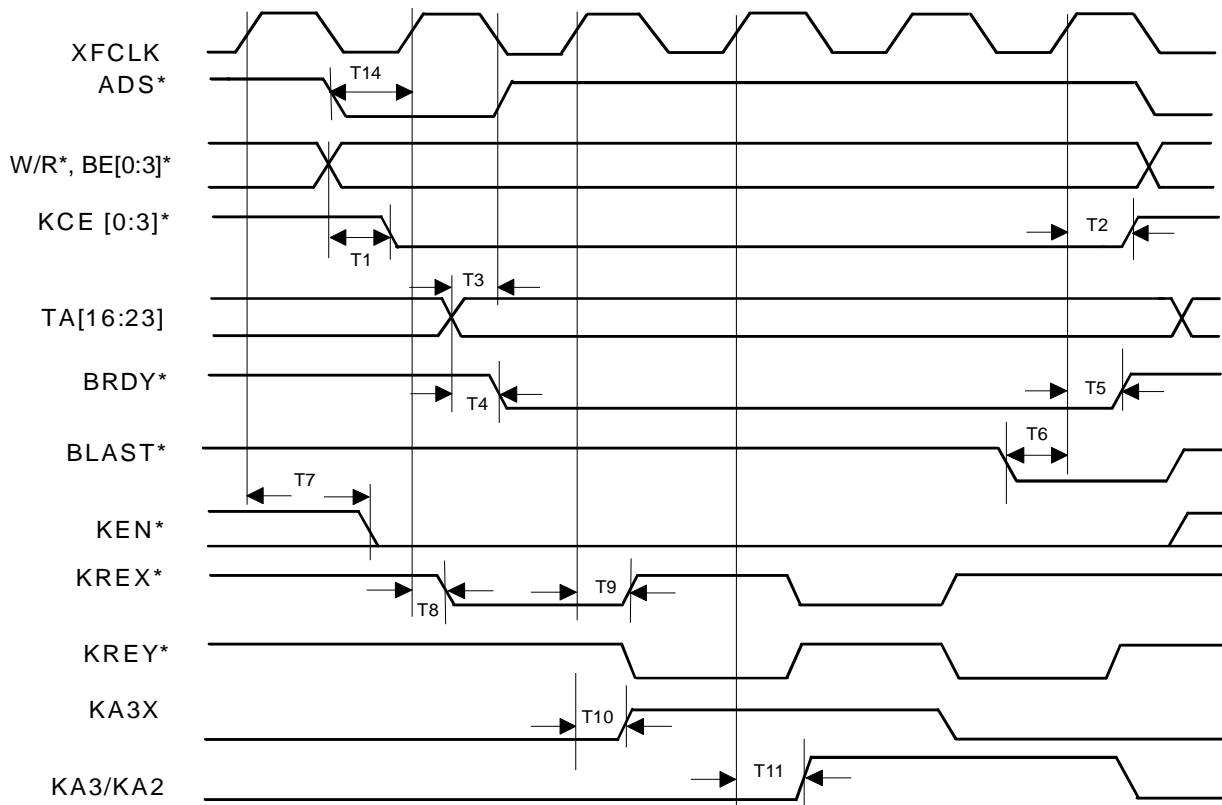 XFCLK
ADS*
T14
W/R*, BE[0:3]*
KCE [0:3]*
T1
T2
T3
TA[16:23]
BRDY*
T4
T5
BLAST*
T6
T7
KEN*
KREX*
T8
T9
KREY*
KA3X
T10
KA3/KA2
T11